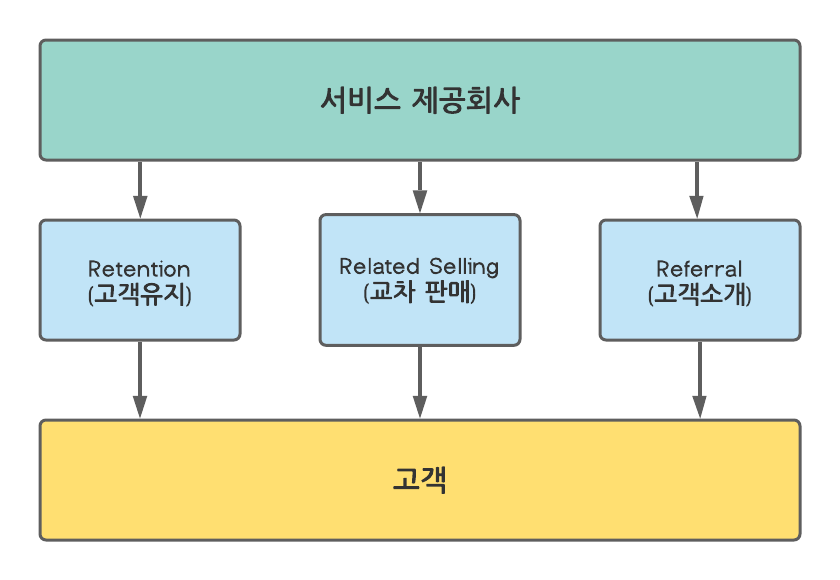 서비스 제공회사
Retention
(고객유지)
Related Selling
(교차 판매)
Referral
(고객소개)
고객